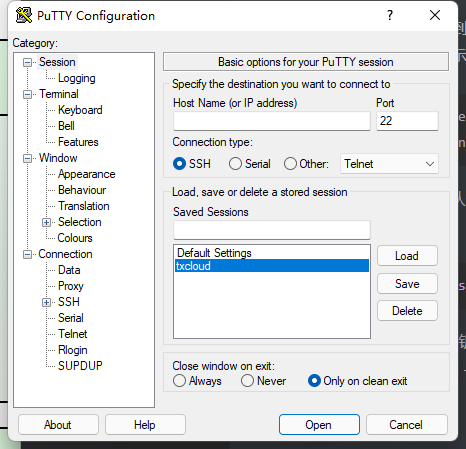 PuTTY Configuration
Category:
Session
Logging
Terminal
Keyboard
Bell
Features
Window
Appearance
Behaviour
Translation
Selection
Colours
Connection
Data
Proxy
SSH
Serial
Telnet
Rlogin
SUPDUP
Basic options for your PuTTY session
Specify the destination you want to connect to
Host Name (or IP address) Port
22
Connection type:
SSH Serial Other: Telnet
Load, save or delete a stored session
Saved Sessions
Default Settings
txcloud
Load
Save
Delete
Close window on exit:
Always Never Only on clean exit
About Help Open Cancel